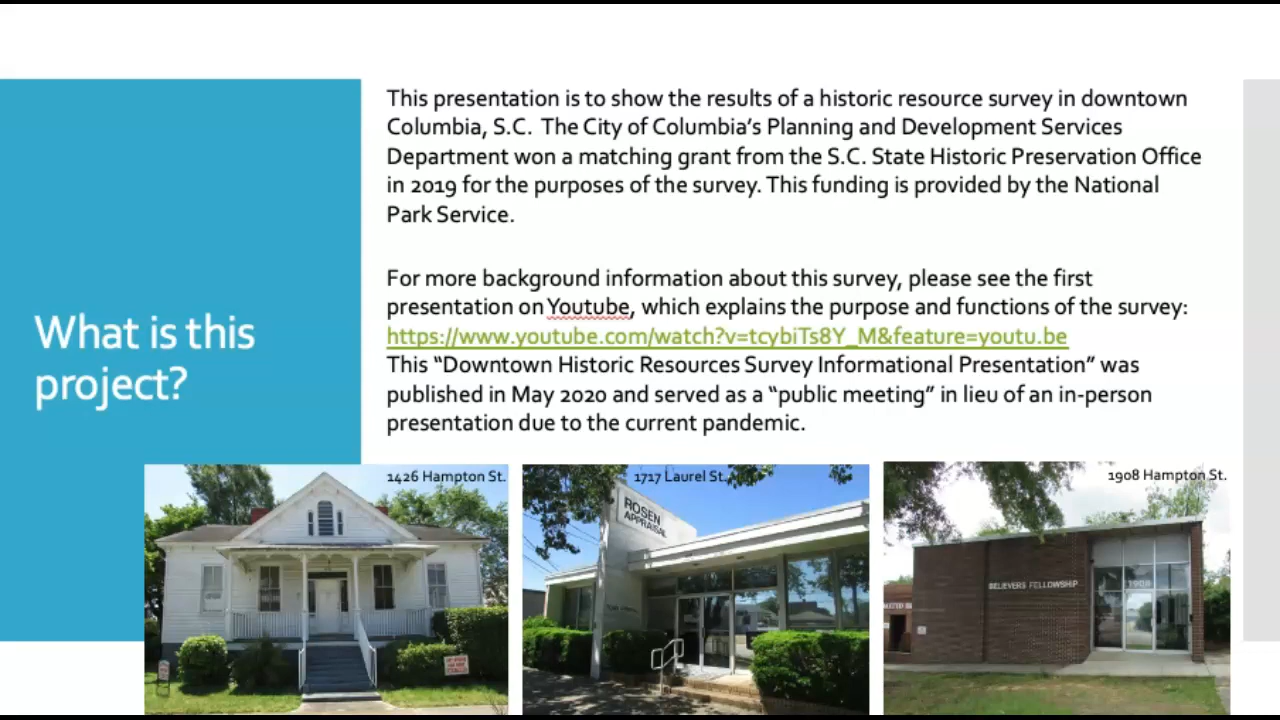 What is this
project?
This presentation is to show the results of a historic resource survey in downtown
Columbia, S.C. The City of Columbia's Planning and Development Services
Department won a matching grant from the S.C. State Historic Preservation Office
in 2019 for the purposes of the survey. This funding is provided by the National
Park Service.
For more background information about this survey, please see the first
presentation on Youtube, which explains the purpose and functions of the survey:
https://www.youtube.com/watch?v=tcybiTs8Y_M&feature=youtu.be
This “Downtown Historic Resources Survey Informational Presentation” was
published in May 2020 and served as a “public meeting” in lieu of an in-person
presentation due to the current pandemic.
1426 Hampton St.
1717 Laurel St.
ROSEN
APPRAISAL
1908 Hampton St.
BELIEVERS FELLOWSHIP
1908